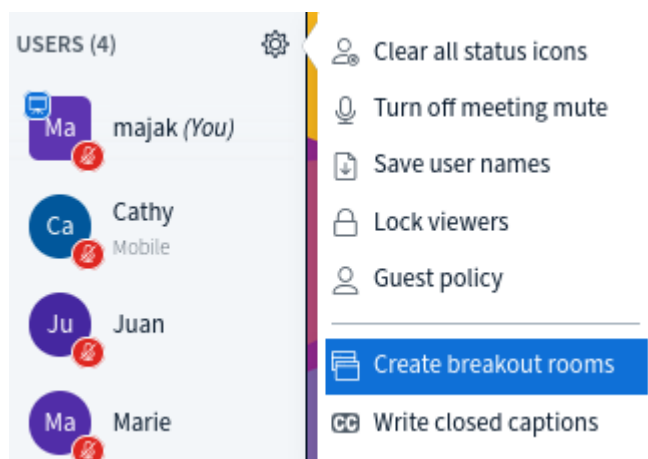 USERS (4)
Ma
majak (You)
Ca
Cathy
Mobile
Ju
Juan
Ma
Marie
Clear all status icons
Turn off meeting mute
Save user names
Lock viewers
Guest policy
Create breakout rooms
CC Write closed captions